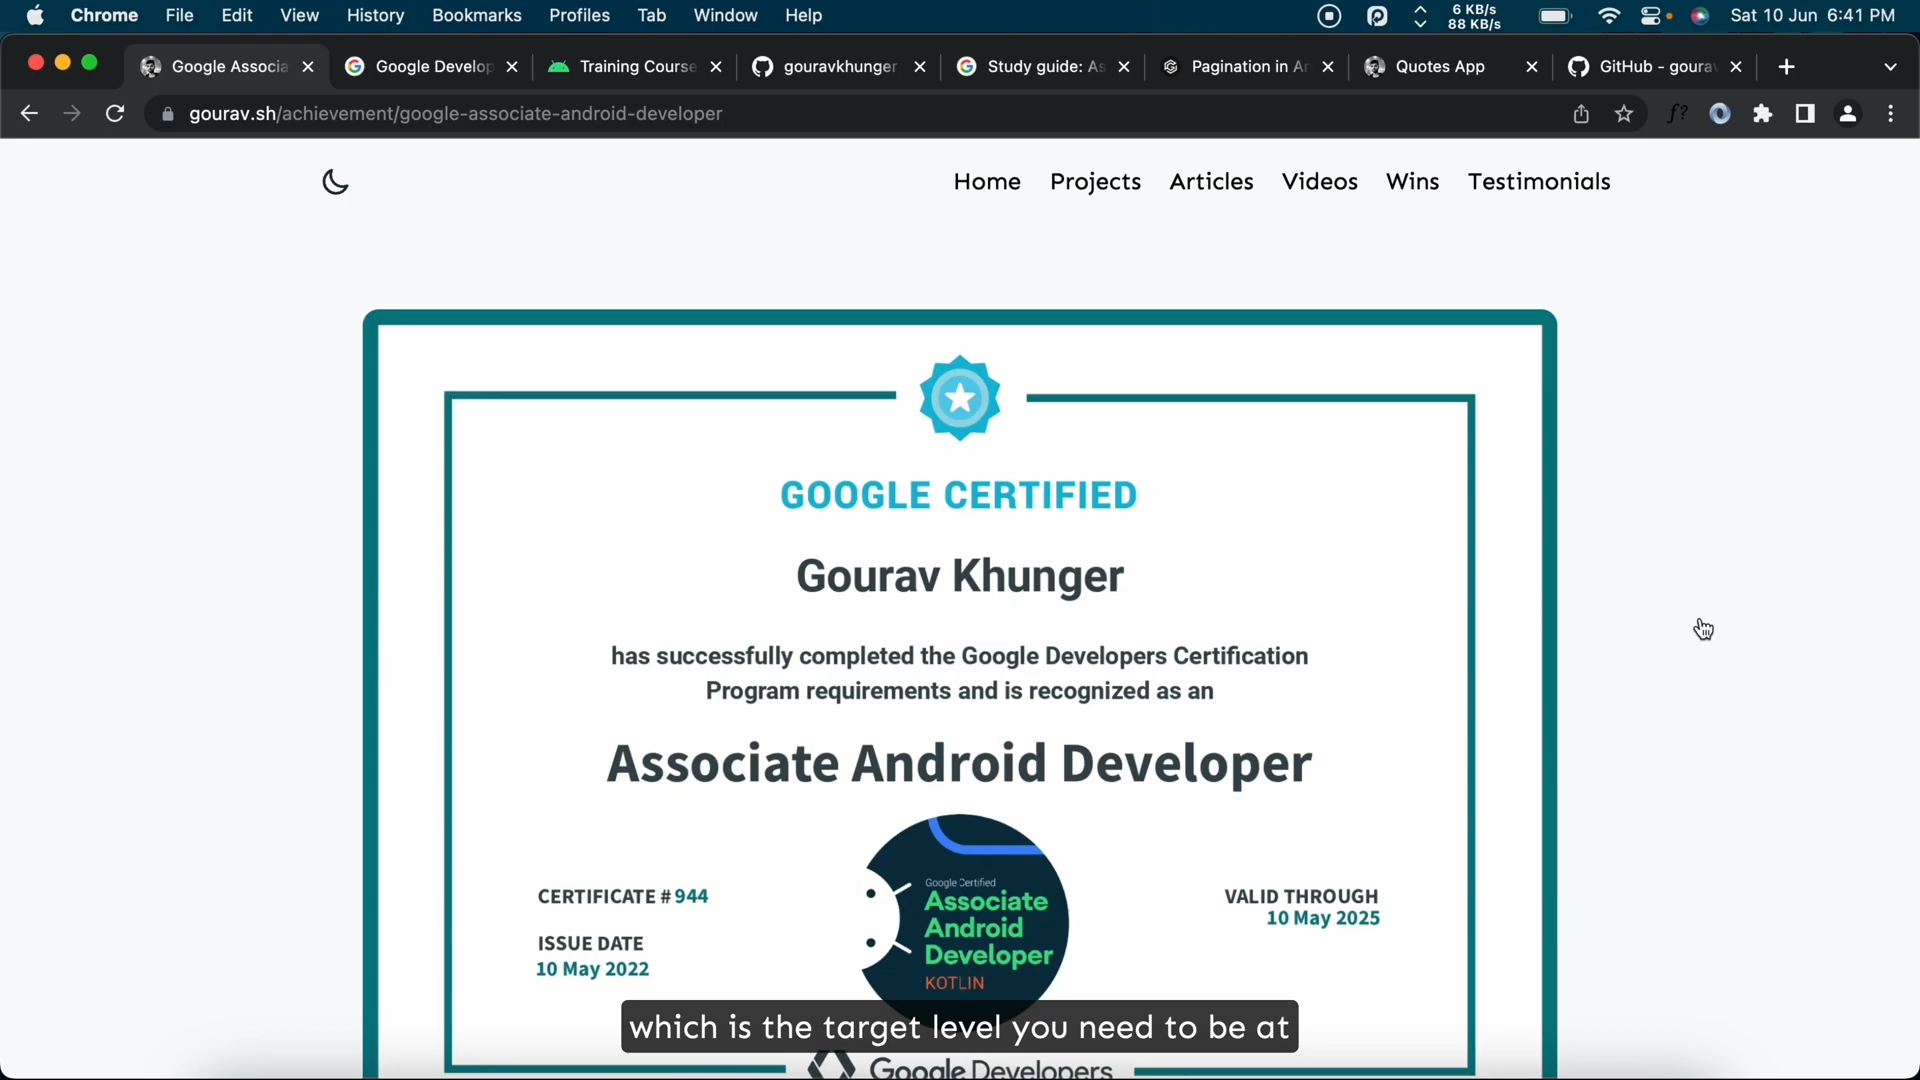 Chrome File Edit View History Bookmarks Profiles Tab Window Help 6 KB/s 88 KB/s Sat 10 Jun 6:41 PM
Google Associa Google Develop Training Course gouravkhunger Study guide: As Pagination in An Quotes App GitHub - gourav
gourav.sh/achievement/google-associate-android-developer f?
Home Projects Articles Videos Wins Testimonials
GOOGLE CERTIFIED
Gourav Khunger
has successfully completed the Google Developers Certification
Program requirements and is recognized as an
Associate Android Developer
CERTIFICATE # 944
ISSUE DATE
10 May 2022
Google Certified
Associate
Android
Developer
KOTLIN
VALID THROUGH
10 May 2025
which is the target level you need to be at
Google Developers